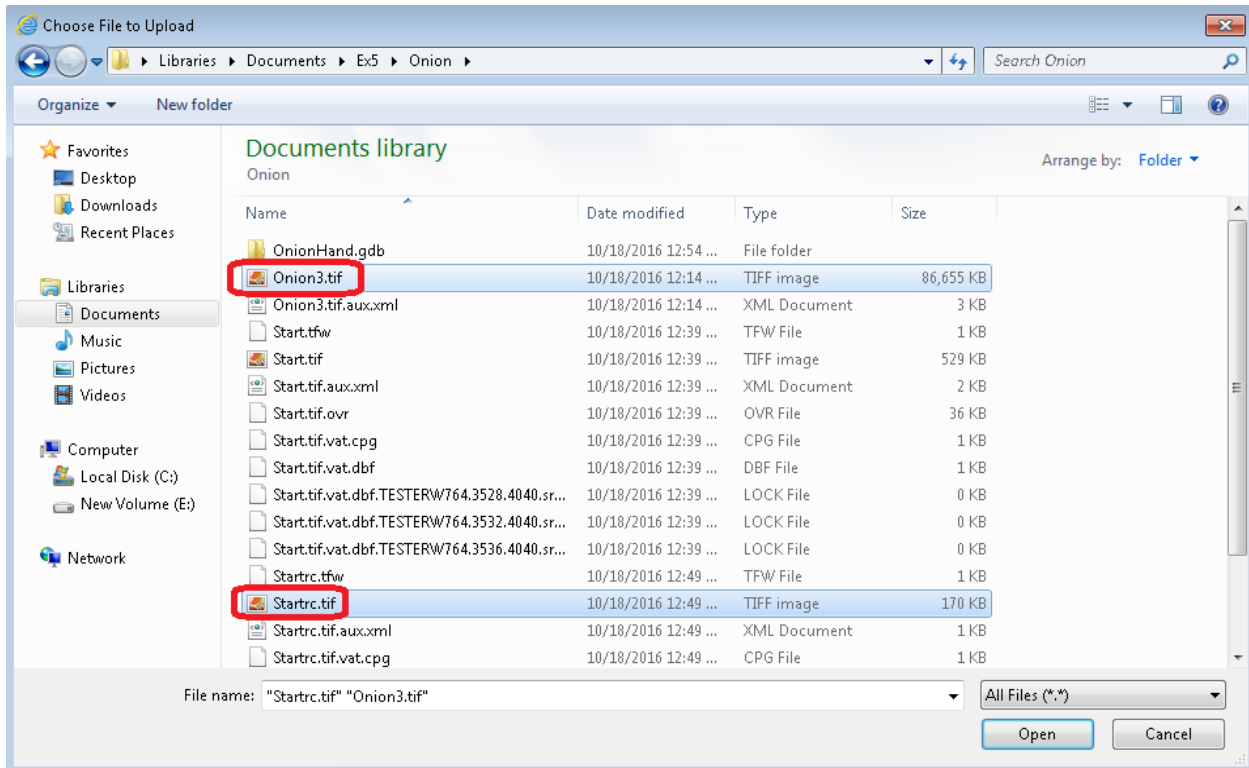 Choose File to Upload
Libraries Documents Ex5 Onion Search Onion
Organize New folder
Favorites
Desktop
Downloads
Recent Places
Libraries
Documents
Music
Pictures
Videos
Computer
Local Disk (C:)
New Volume (E:)
Network
Documents library
Onion
Arrange by: Folder
Name Date modified Type Size
OnionHand.gdb 10/18/2016 12:54 ... File folder
Onion3.tif 10/18/2016 12:14 ... TIFF image 86,655 KB
Onion3.tif.aux.xml 10/18/2016 12:14 ... XML Document 3 KB
Start.tfw 10/18/2016 12:39 ... TFW File 1 KB
Start.tif 10/18/2016 12:39 ... TIFF image 529 KB
Start.tif.aux.xml 10/18/2016 12:39 ... XML Document 2 KB
Start.tif.ovr 10/18/2016 12:39 ... OVR File 36 KB
Start.tif.vat.cpg 10/18/2016 12:39 ... CPG File 1 KB
Start.tif.vat.dbf 10/18/2016 12:39 ... DBF File 1 KB
Start.tif.vat.dbf.TESTERW764.3528.4040.sr... 10/18/2016 12:39 ... LOCK File 0 KB
Start.tif.vat.dbf.TESTERW764.3532.4040.sr... 10/18/2016 12:39 ... LOCK File 0 KB
Start.tif.vat.dbf.TESTERW764.3536.4040.sr... 10/18/2016 12:39 ... LOCK File 0 KB
Startrc.tfw 10/18/2016 12:49 ... TFW File 1 KB
Startrc.tif 10/18/2016 12:49 ... TIFF image 170 KB
Startrc.tif.aux.xml 10/18/2016 12:49 ... XML Document 1 KB
Startrc.tif.vat.cpg 10/18/2016 12:49 ... CPG File 1 KB
File name: "Startrc.tif" "Onion3.tif" All Files (*.*)
Open Cancel